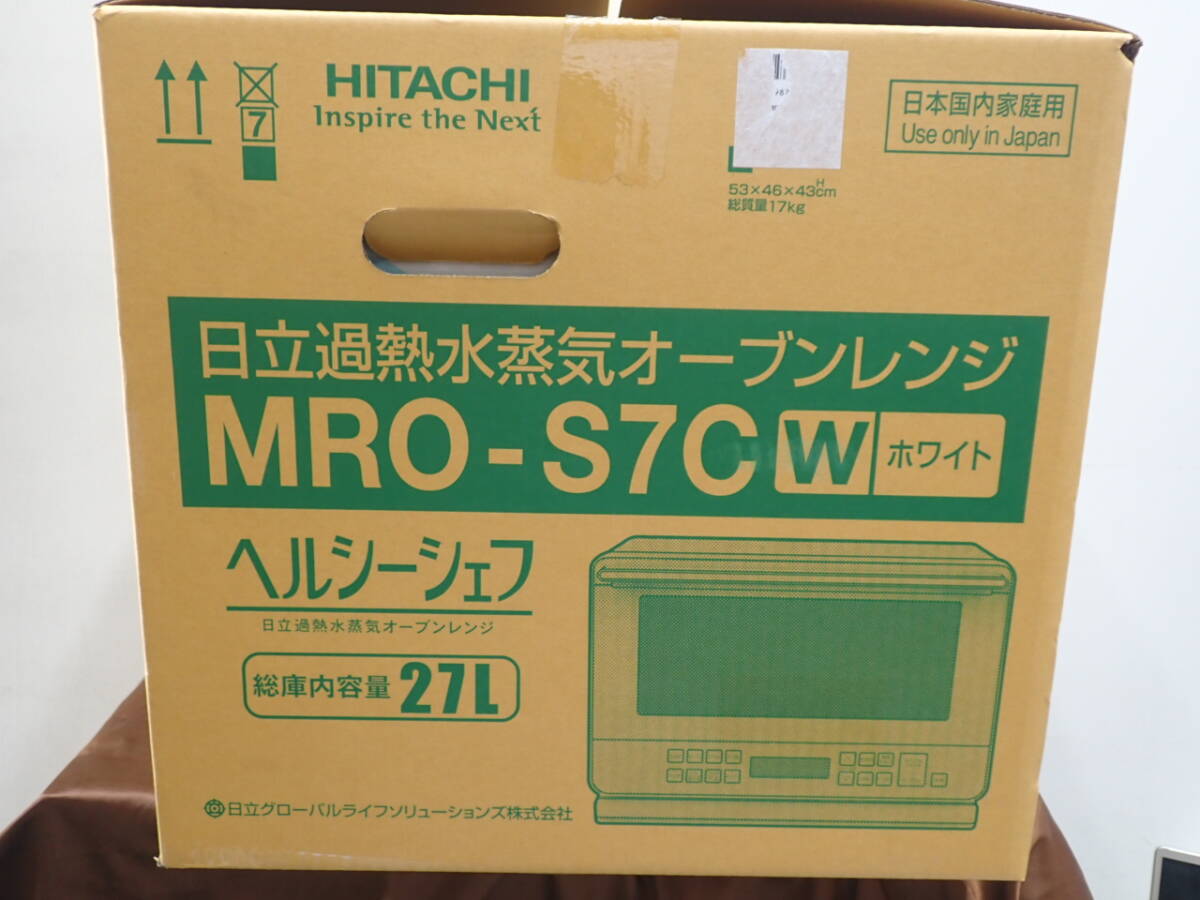 HITACHI
Inspire the Next
7
日本国内家庭用
Use only in Japan
53×46×43cm
H
総質量17kg
日立過熱水蒸気オーブンレンジ
MRO-S7C W ホワイト
ヘルシーシェフ
日立過熱水蒸気オーブンレンジ
総庫内容量 27L
日立グローバルライフソリューションズ株式会社